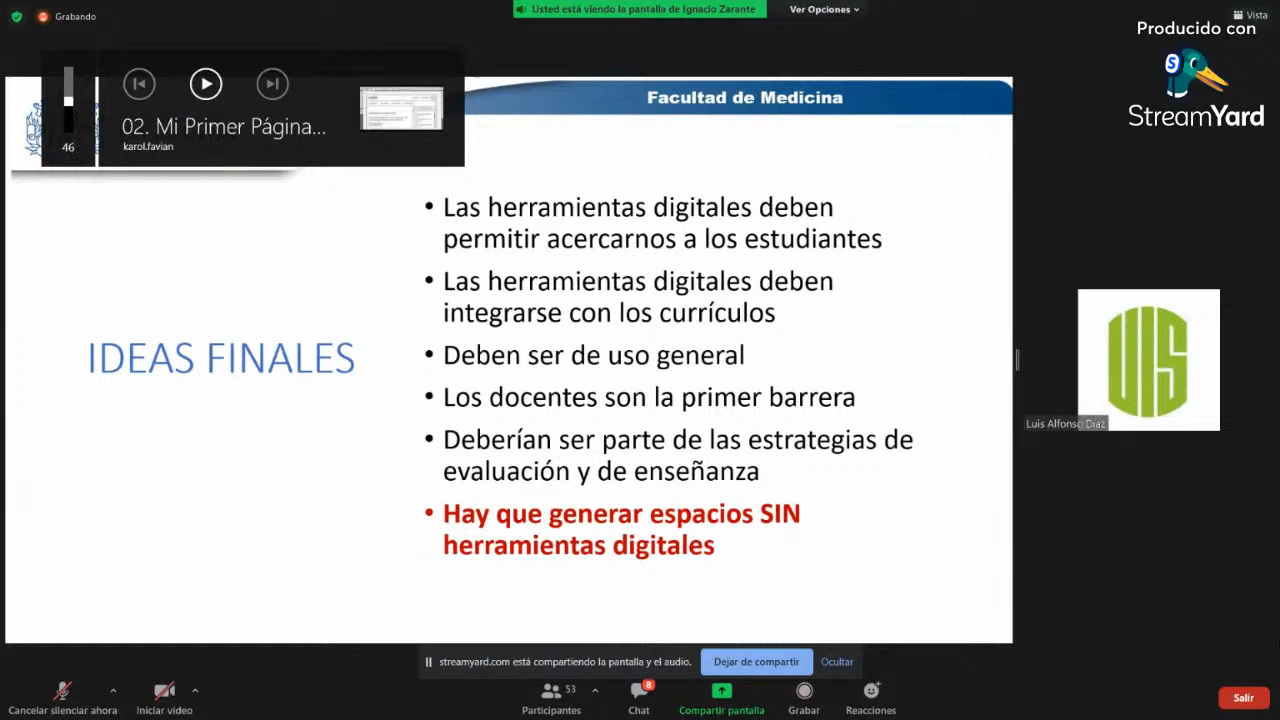 Grabando
Usted está viendo la pantalla de Ignacio Zarante
Ver Opciones
Vista
Producido con
StreamYard
46
02. Mi Primer Página...
karol.favian
Facultad de Medicina
IDEAS FINALES
• Las herramientas digitales deben
permitir acercarnos a los estudiantes
• Las herramientas digitales deben
integrarse con los currículos
• Deben ser de uso general
• Los docentes son la primer barrera
• Deberían ser parte de las estrategias de
evaluación y de enseñanza
• Hay que generar espacios SIN
herramientas digitales
UIS
Luis Alfonso Díaz
streamyard.com está compartiendo la pantalla y el audio.
Dejar de compartir
Ocultar
Cancelar silenciar ahora
Iniciar video
53
Participantes
8
Chat
Compartir pantalla
Grabar
Reacciones
Salir